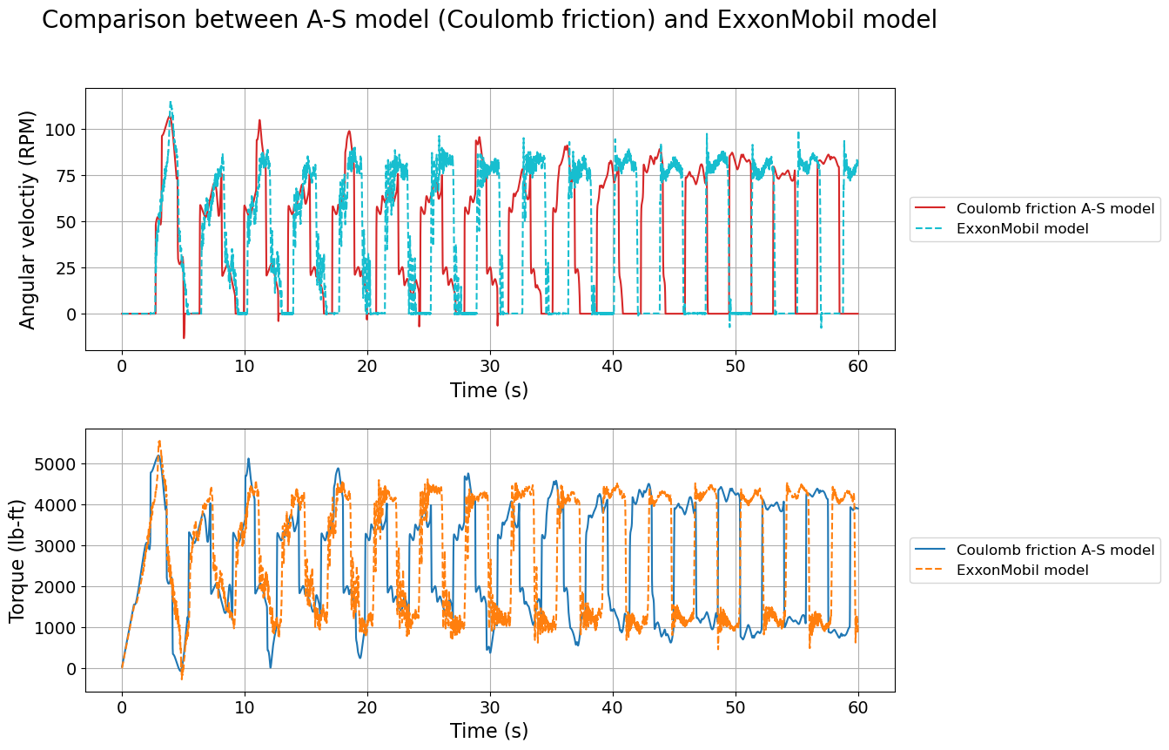 Comparison between A-S model (Coulomb friction) and ExxonMobil model
100
75
50
25
0
Angular veloctiy (RPM)
0 10 20 30 40 50 60
Time (s)
Coulomb friction A-S model
ExxonMobil model
5000
4000
3000
2000
1000
0
Torque (lb-ft)
0 10 20 30 40 50 60
Time (s)
Coulomb friction A-S model
ExxonMobil model